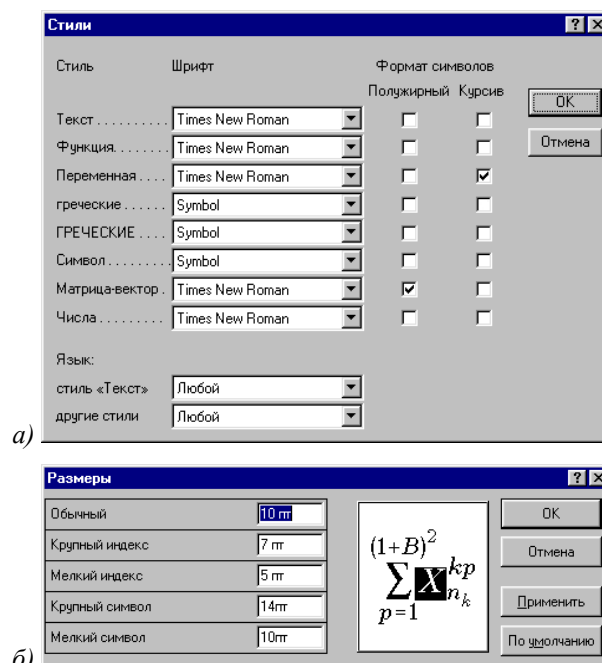 Стили
Стиль Шрифт Формат символов
Полужирный Курсив
OK
Текст . . . . . . . . . . Times New Roman
Отмена
Функция. . . . . . . . Times New Roman
Переменная . . . . Times New Roman
греческие . . . . . . Symbol
ГРЕЧЕСКИЕ . . . . Symbol
Символ . . . . . . . . . Symbol
Матрица-вектор . Times New Roman
Числа . . . . . . . . . Times New Roman
Язык:
стиль «Текст» Любой
другие стили Любой
а)
Размеры
Обычный 10 пт
OK
Крупный индекс 7 пт
Отмена
Мелкий индекс 5 пт
Крупный символ 14пт
Применить
Мелкий символ 10пт
По умолчанию
(1+B)²
∑ X kp n k
p=1
б)